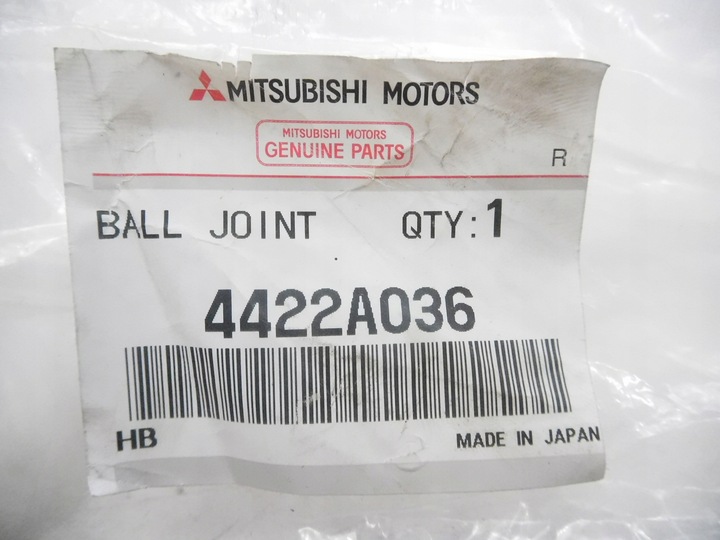 MITSUBISHI MOTORS
MITSUBISHI MOTORS
GENUINE PARTS
R
BALL JOINT QTY:1
4422A036
HB MADE IN JAPAN